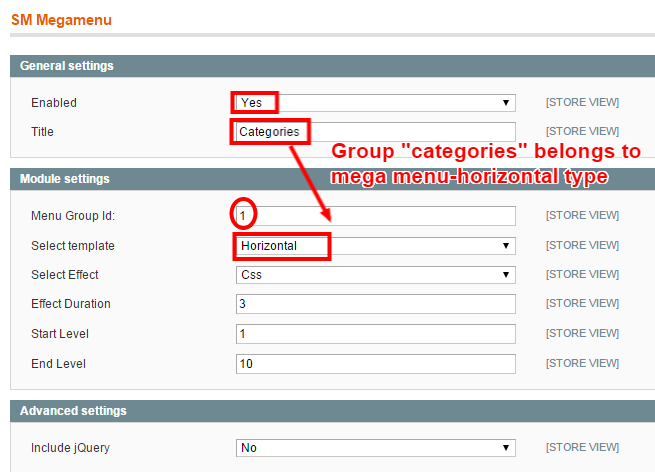 SM Megamenu
General settings
Enabled Yes [STORE VIEW]
Title Categories [STORE VIEW]
Group "categories" belongs to
mega menu-horizontal type
Module settings
Menu Group Id: 1 [STORE VIEW]
Select template Horizontal [STORE VIEW]
Select Effect Css [STORE VIEW]
Effect Duration 3 [STORE VIEW]
Start Level 1 [STORE VIEW]
End Level 10 [STORE VIEW]
Advanced settings
Include jQuery No [STORE VIEW]